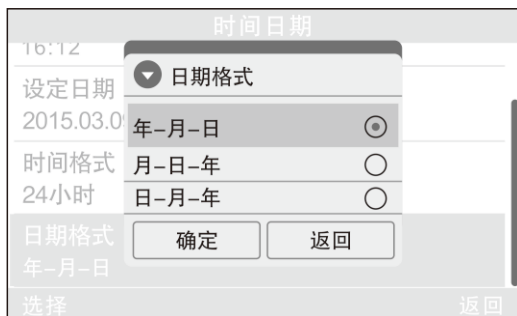 时间日期
16:12
日期格式
设定日期
2015.03.0
年-月-日
时间格式
月-日-年
24小时
日-月-年
日期格式
确定
返回
年-月-日
选择
返回